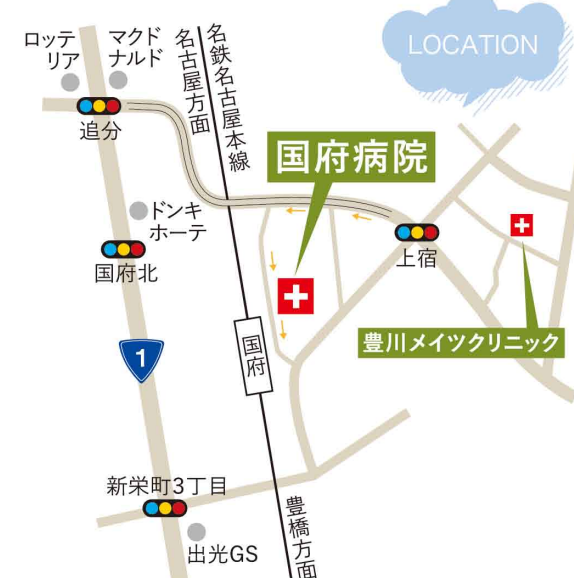 LOCATION
ロッテ
リア
マクド
ナルド
名古屋方面
名鉄名古屋本線
追分
国府病院
ドンキ
ホーテ
上宿
国府北
豊川メイツクリニック
1
国府
新栄町3丁目
出光GS
豊橋方面